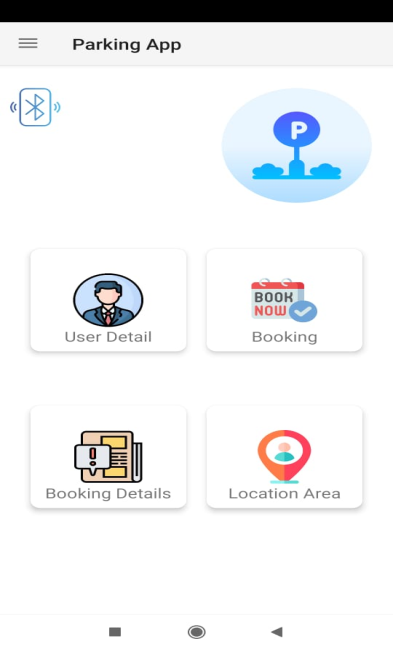 Parking App
P
User Detail
BOOK
NOW
Booking
!
Booking Details
Location Area